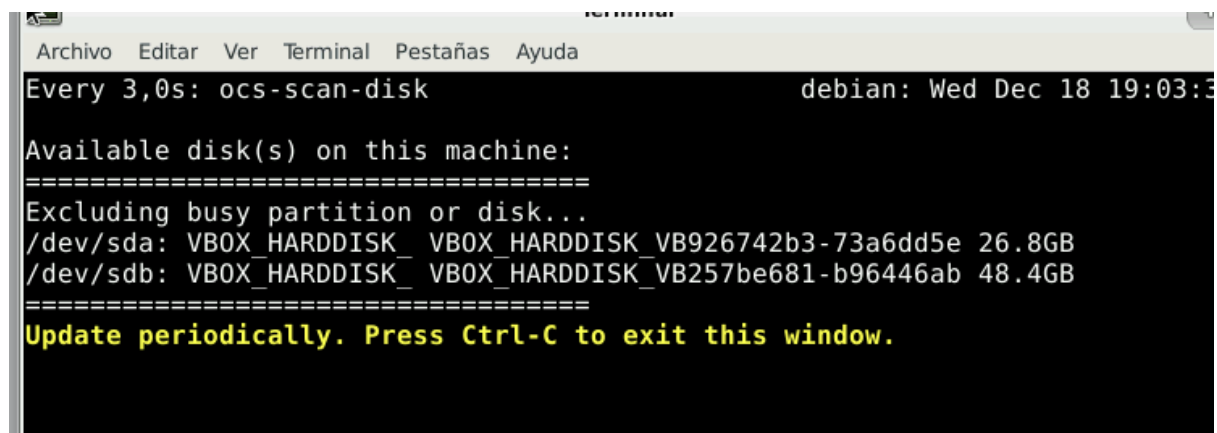 Terminal
Archivo Editar Ver Terminal Pestañas Ayuda
Every 3,0s: ocs-scan-disk debian: Wed Dec 18 19:03:3
Available disk(s) on this machine:
===================================
Excluding busy partition or disk...
/dev/sda: VBOX_HARDDISK_ VBOX_HARDDISK_VB926742b3-73a6dd5e 26.8GB
/dev/sdb: VBOX_HARDDISK_ VBOX_HARDDISK_VB257be681-b96446ab 48.4GB
===================================
Update periodically. Press Ctrl-C to exit this window.